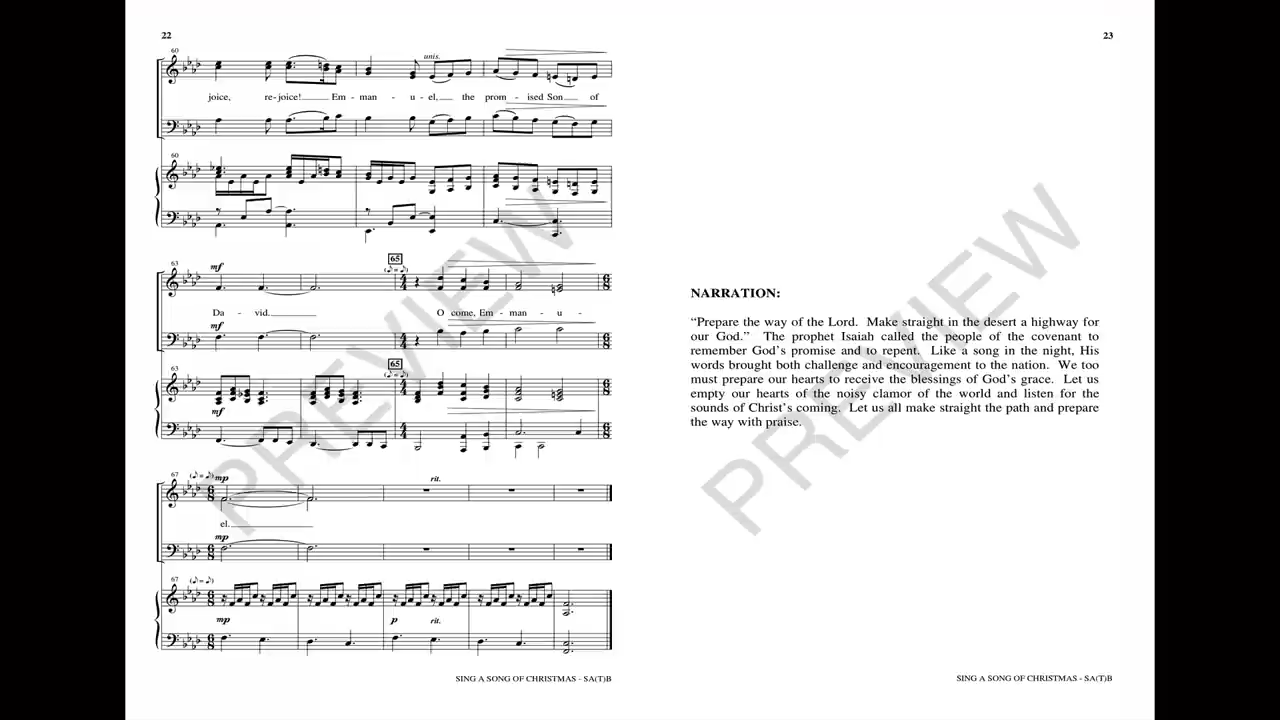 22
60
unis.
joice, re-joice! Em-man-u-el, the prom-ised Son of
60
63
mf
65
Da-vid. O come, Em-man-u-
mf
63
65
mf
67
mp
rit.
el.
mp
67
mp
p
rit.
SING A SONG OF CHRISTMAS - SA(T)B
PREVIEW
23
NARRATION:
“Prepare the way of the Lord. Make straight in the desert a highway for
our God.” The prophet Isaiah called the people of the covenant to
remember God’s promise and to repent. Like a song in the night, His
words brought both challenge and encouragement to the nation. We too
must prepare our hearts to receive the blessings of God’s grace. Let us
empty our hearts of the noisy clamor of the world and listen for the
sounds of Christ’s coming. Let us all make straight the path and prepare
the way with praise.
SING A SONG OF CHRISTMAS - SA(T)B
PREVIEW